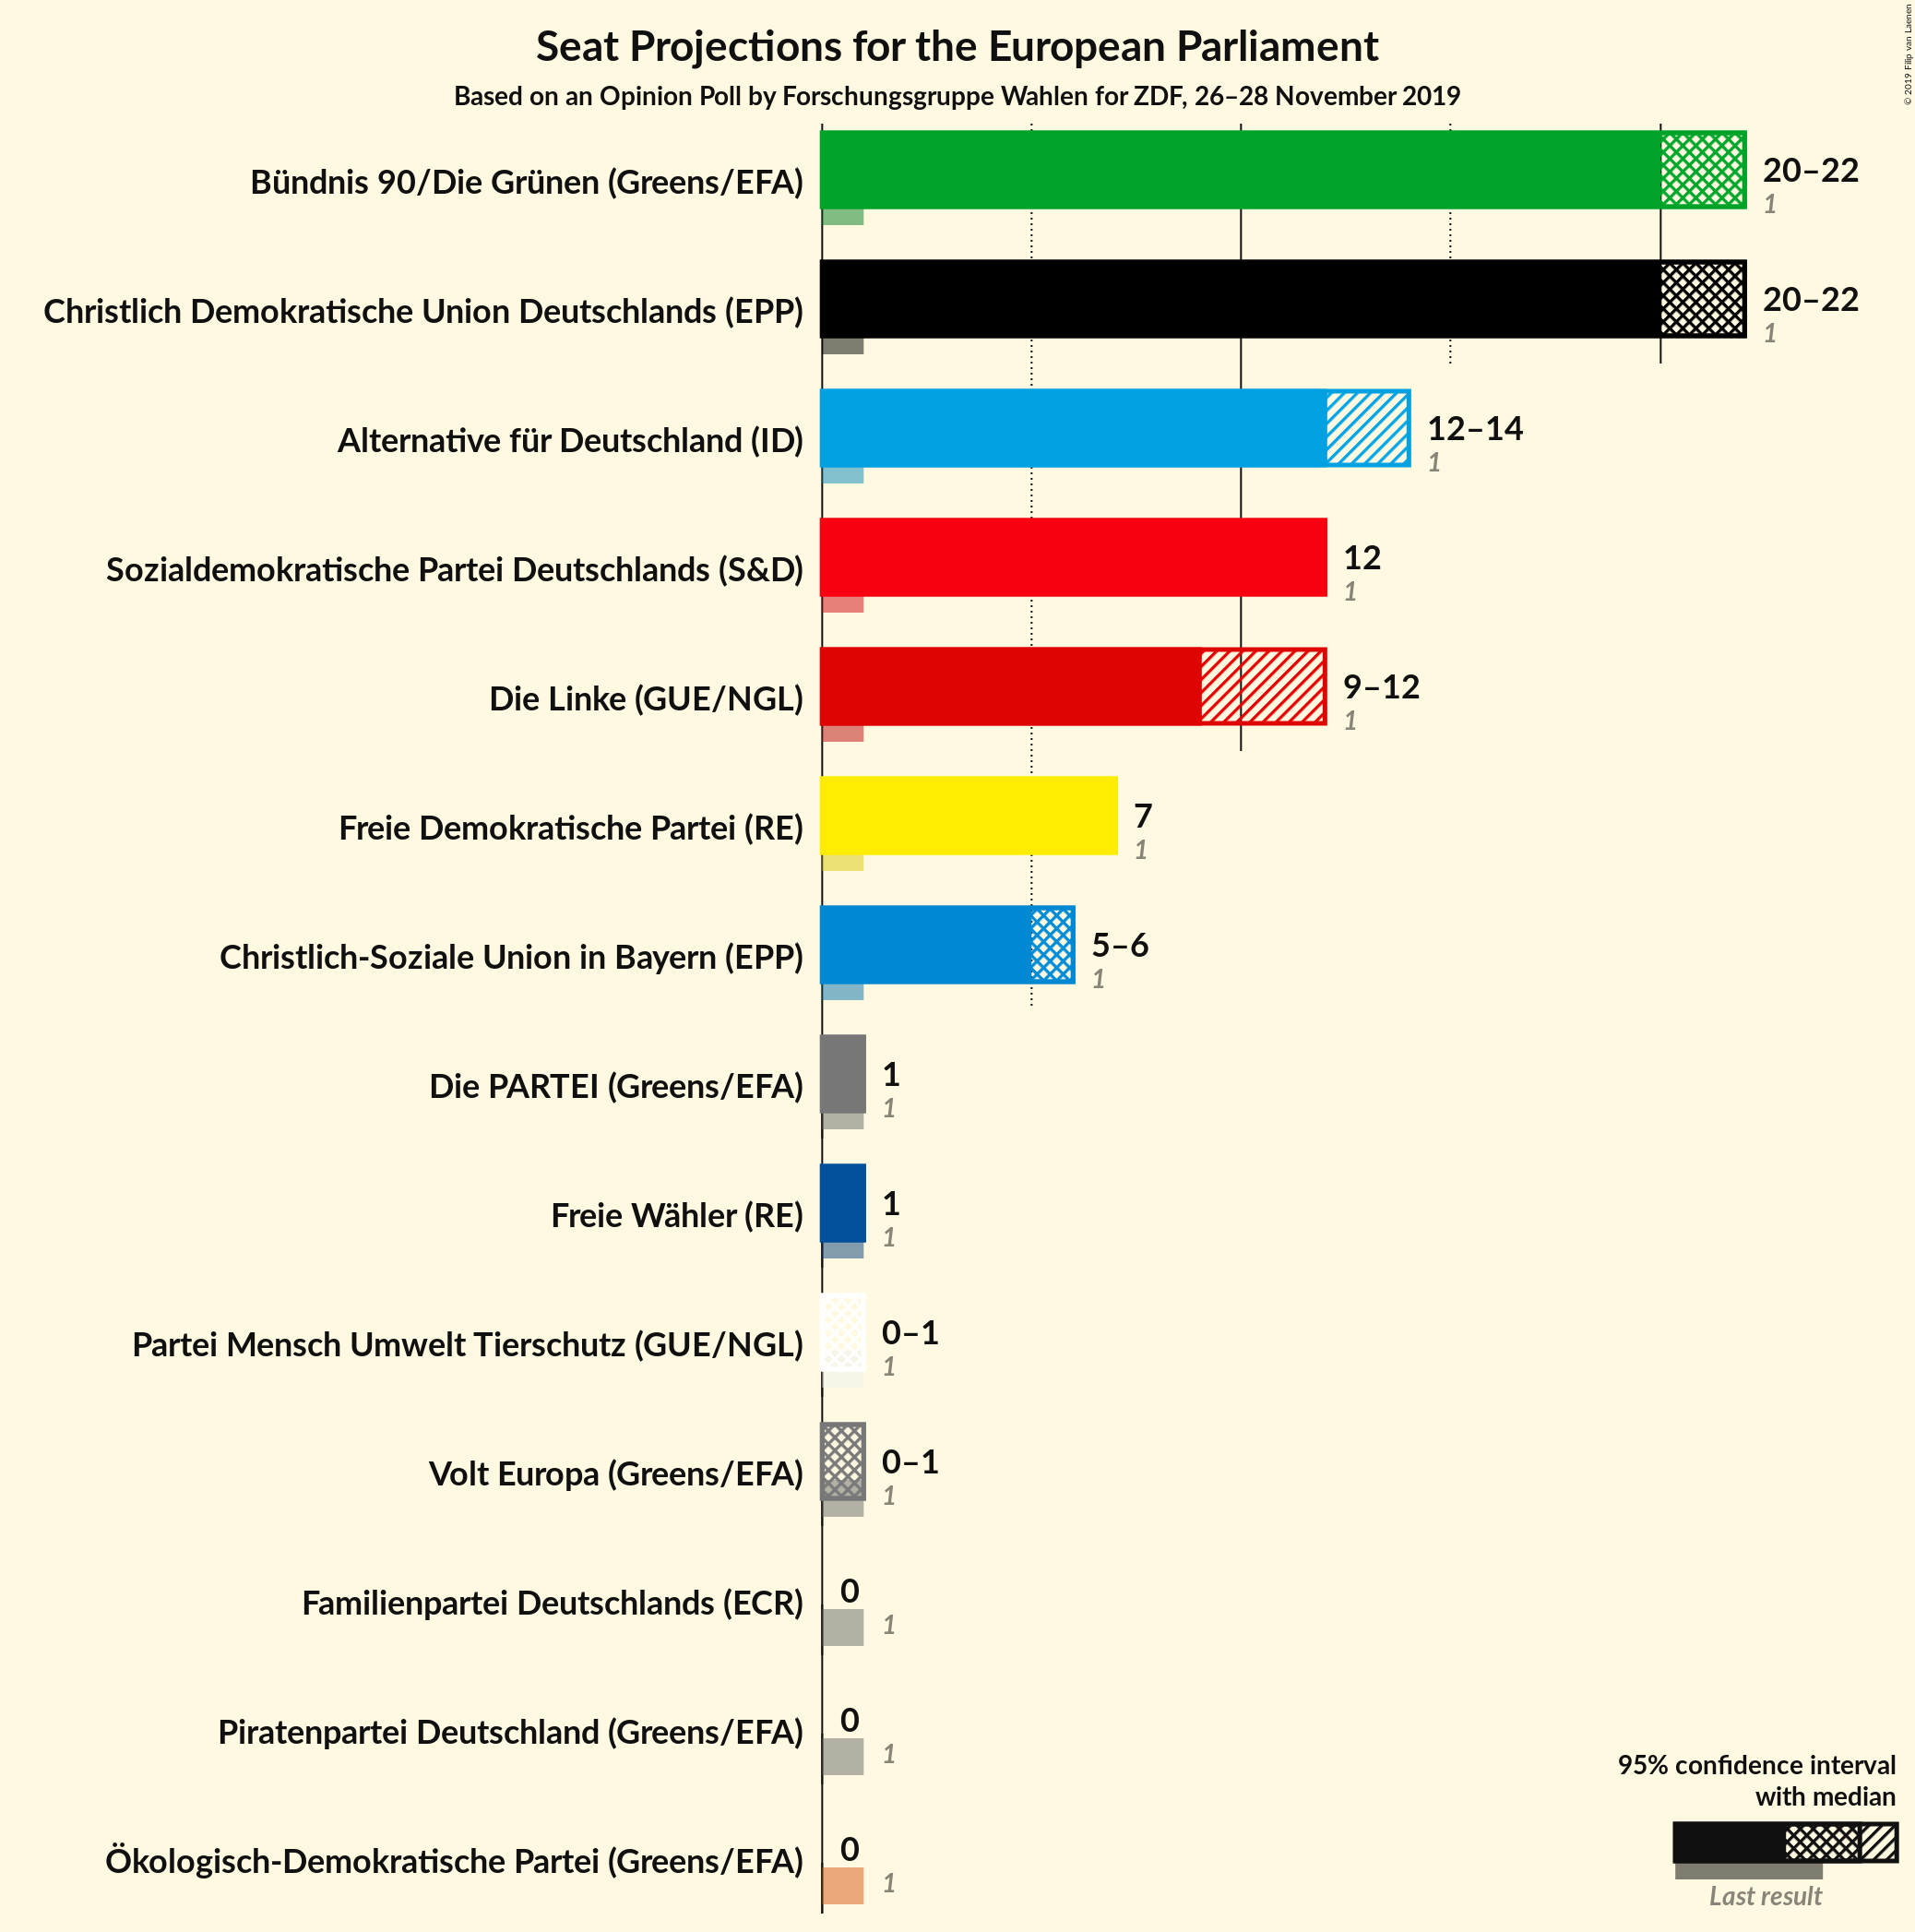 Seat Projections for the European Parliament
Based on an Opinion Poll by Forschungsgruppe Wahlen for ZDF, 26–28 November 2019
© 2019 Filip van Laenen
Bündnis 90/Die Grünen (Greens/EFA)
20–22
1
Christlich Demokratische Union Deutschlands (EPP)
20–22
1
Alternative für Deutschland (ID)
12–14
1
Sozialdemokratische Partei Deutschlands (S&D)
12
1
Die Linke (GUE/NGL)
9–12
1
Freie Demokratische Partei (RE)
7
1
Christlich-Soziale Union in Bayern (EPP)
5–6
1
Die PARTEI (Greens/EFA)
1
1
Freie Wähler (RE)
1
1
Partei Mensch Umwelt Tierschutz (GUE/NGL)
0–1
1
Volt Europa (Greens/EFA)
0–1
1
Familienpartei Deutschlands (ECR)
0
1
Piratenpartei Deutschland (Greens/EFA)
0
1
Ökologisch-Demokratische Partei (Greens/EFA)
0
1
95% confidence interval
with median
Last result